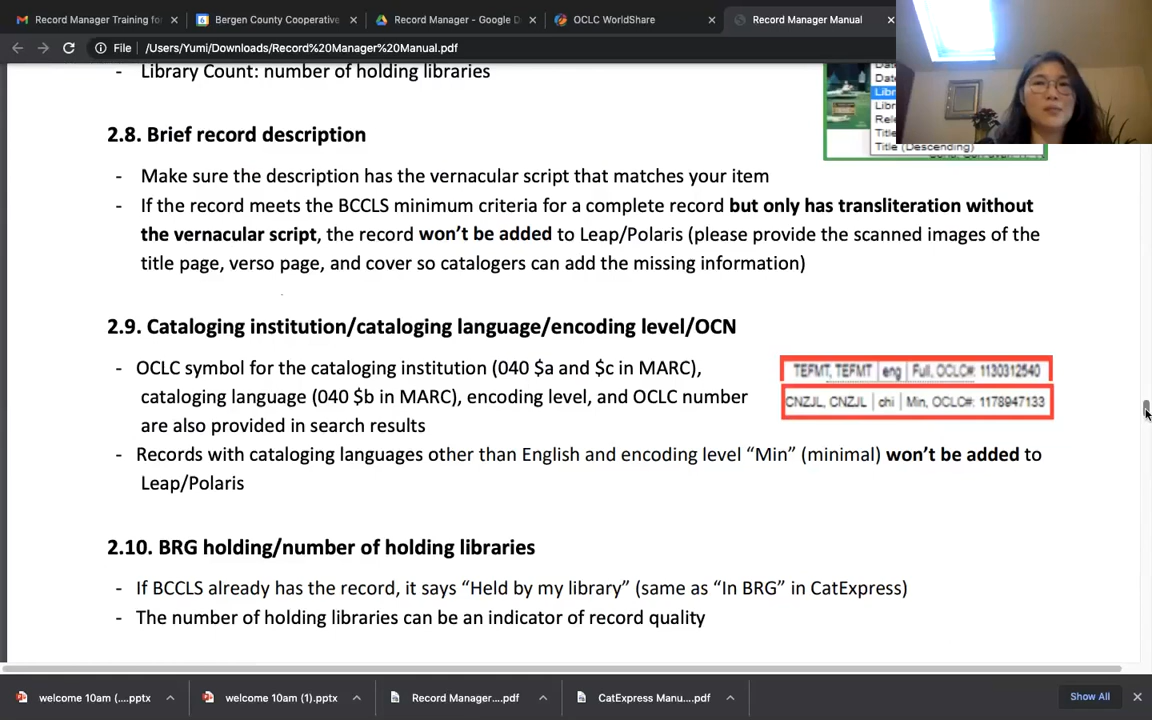 Record Manager Training for
Bergen County Cooperative
Record Manager - Google D
OCLC WorldShare
Record Manager Manual
File
/Users/Yumi/Downloads/Record%20Manager%20Manual.pdf
- Library Count: number of holding libraries
Date
Libr
Libr
Rele
Title
Title (Descending)
2.8. Brief record description
- Make sure the description has the vernacular script that matches your item
- If the record meets the BCCLS minimum criteria for a complete record but only has transliteration without
the vernacular script, the record won’t be added to Leap/Polaris (please provide the scanned images of the
title page, verso page, and cover so catalogers can add the missing information)
2.9. Cataloging institution/cataloging language/encoding level/OCN
- OCLC symbol for the cataloging institution (040 $a and $c in MARC),
cataloging language (040 $b in MARC), encoding level, and OCLC number
are also provided in search results
TEFMT, TEFMT | eng | Full, OCLC#: 1130312540
CNZJL, CNZJL | chi | Min, OCLC#: 1178947133
- Records with cataloging languages other than English and encoding level “Min” (minimal) won’t be added to
Leap/Polaris
2.10. BRG holding/number of holding libraries
- If BCCLS already has the record, it says “Held by my library” (same as “In BRG” in CatExpress)
- The number of holding libraries can be an indicator of record quality
welcome 10am (....pptx
welcome 10am (1).pptx
Record Manager....pdf
CatExpress Manu....pdf
Show All